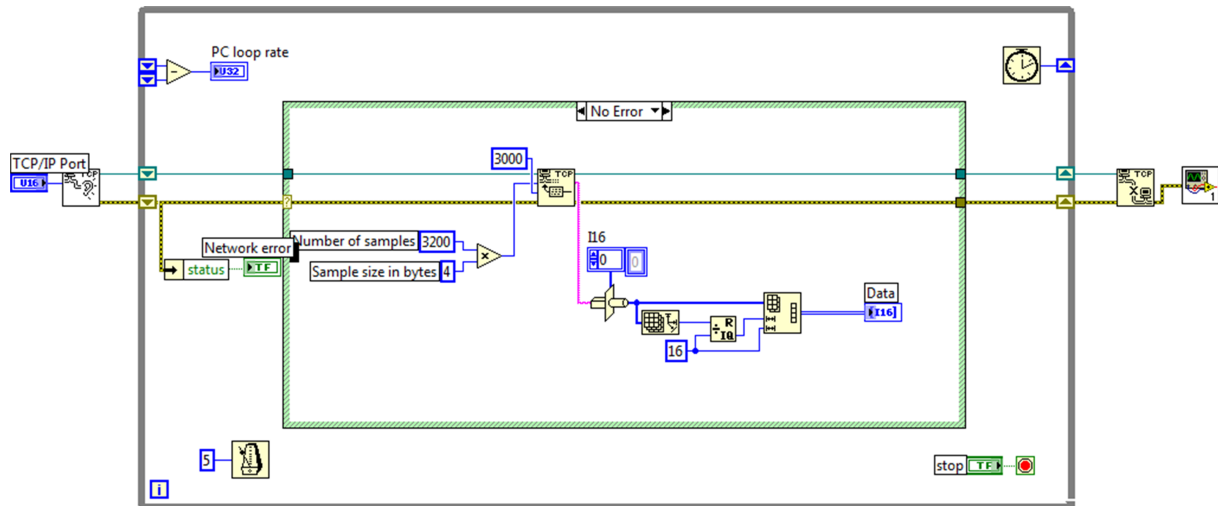 PC loop rate
U32
No Error
TCP/IP Port
U16
TCP
3000
TCP
TCP
1
Network error
status
TF
Number of samples
3200
Sample size in bytes
4
I16
0
0
Data
[I16]
R
IQ
16
5
stop
TF
i